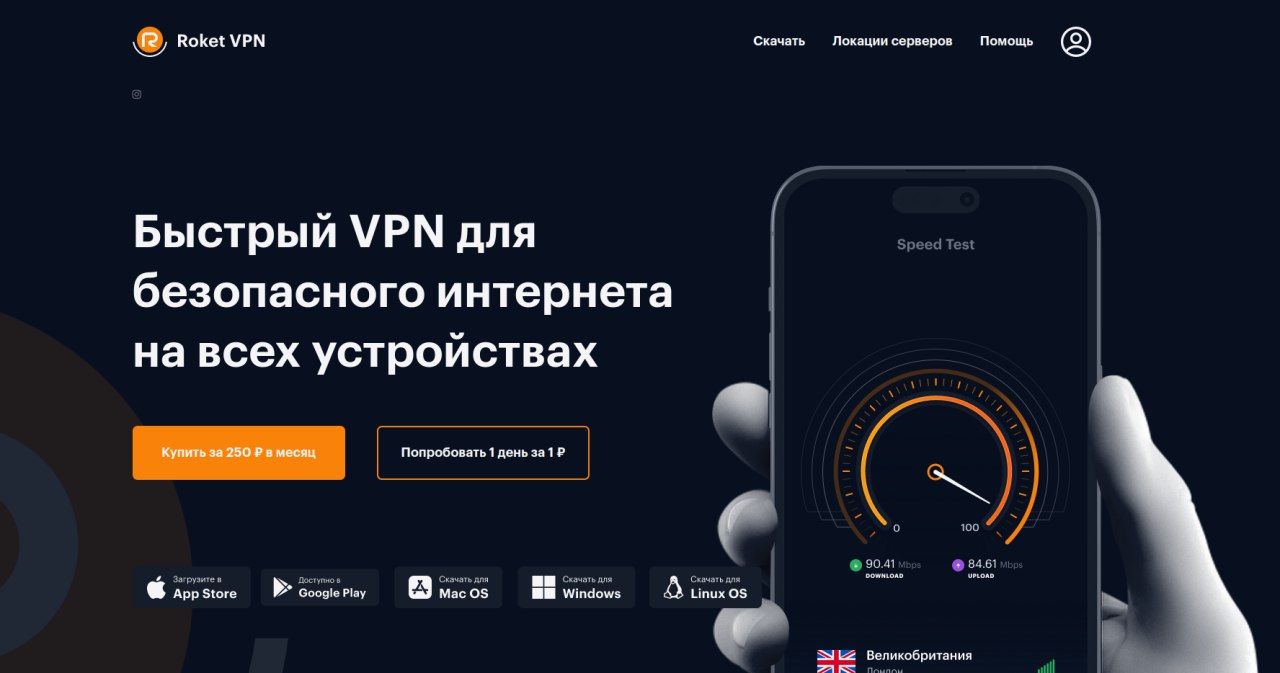 Roket VPN
Скачать
Локации серверов
Помощь
Быстрый VPN для
безопасного интернета
на всех устройствах
Купить за 250 ₽ в месяц
Попробовать 1 день за 1 ₽
Загрузите в
App Store
Доступно в
Google Play
Скачать для
Mac OS
Скачать для
Windows
Скачать для
Linux OS
Speed Test
0
100
90.41 Mbps
DOWNLOAD
84.61 Mbps
UPLOAD
Великобритания
Лондон